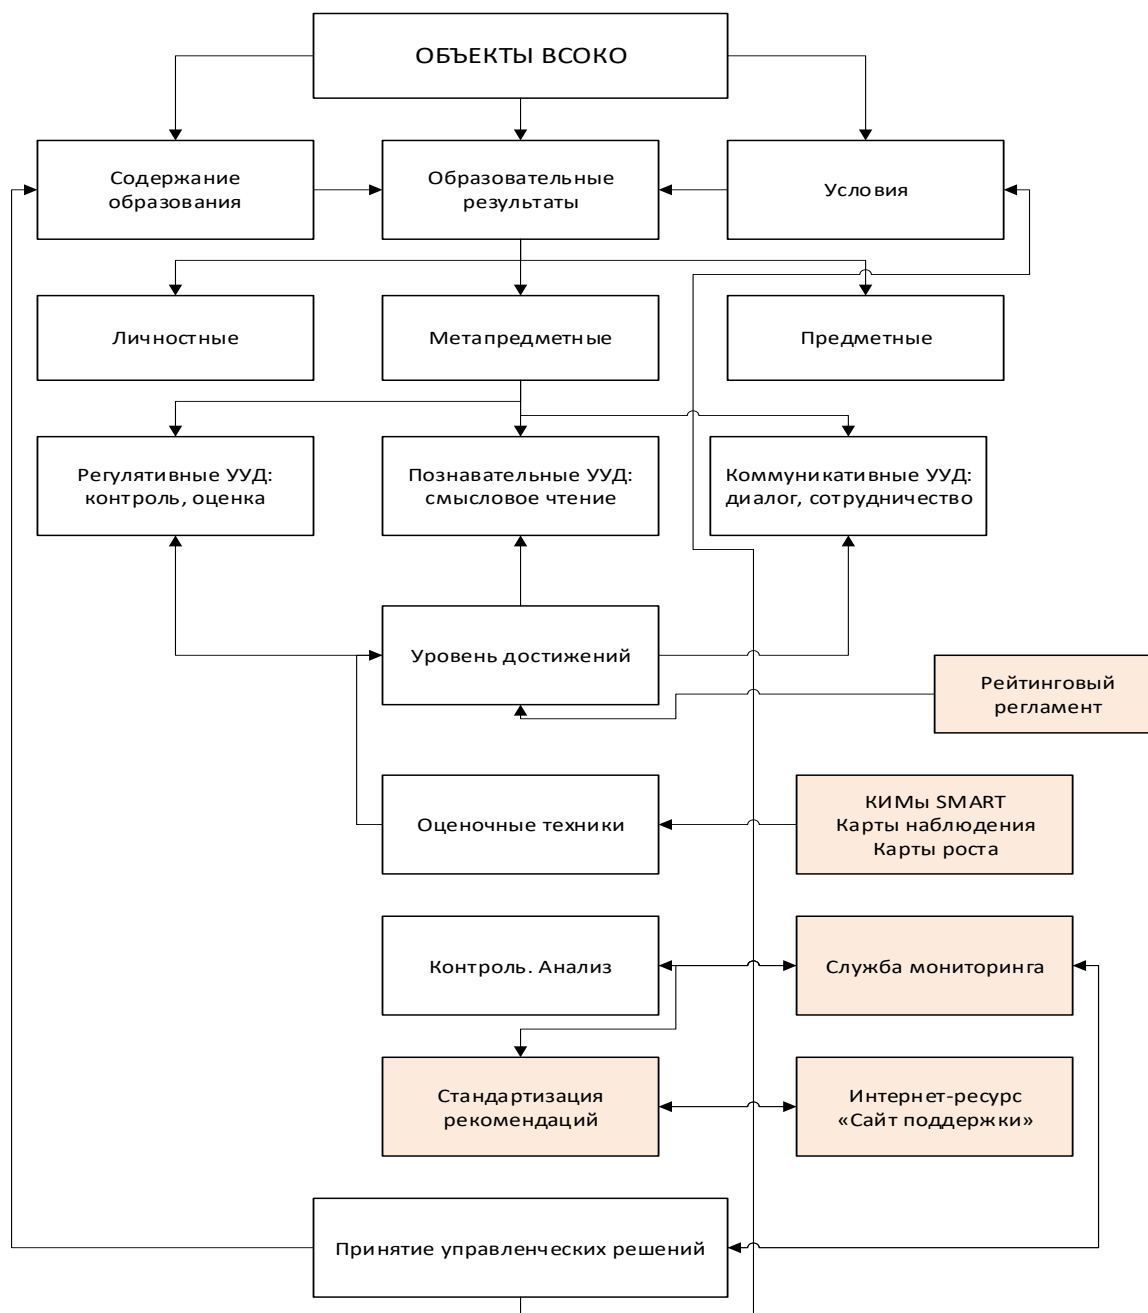 ОБЪЕКТЫ ВСОКО
Содержание
образования
Образовательные
результаты
Условия
Личностные
Метапредметные
Предметные
Регулятивные УУД:
контроль, оценка
Познавательные УУД:
смысловое чтение
Коммуникативные УУД:
диалог, сотрудничество
Уровень достижений
Рейтинговый
регламент
Оценочные техники
КИМы SMART
Карты наблюдения
Карты роста
Контроль. Анализ
Служба мониторинга
Стандартизация
рекомендаций
Интернет-ресурс
«Сайт поддержки»
Принятие управленческих решений